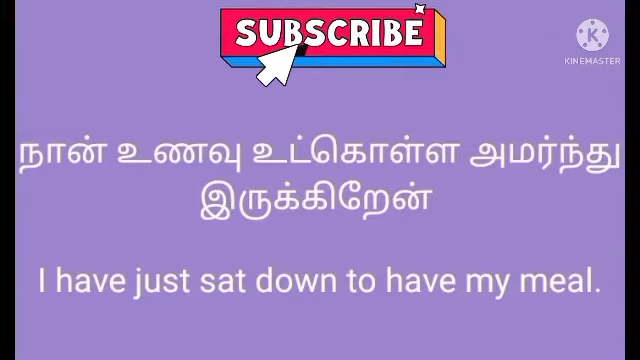 SUBSCRIBE
K
KINEMASTER
நான் உணவு உட்கொள்ள அமர்ந்து
இருக்கிறேன்
I have just sat down to have my meal.